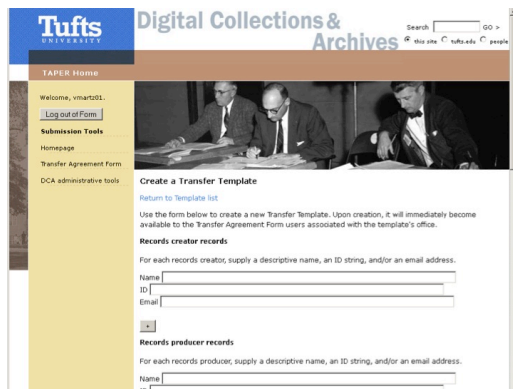 Tufts
UNIVERSITY
Digital Collections &
Archives
Search GO >
this site tufts.edu people
TAPER Home
Welcome, vmartz01.
Log out of Form
Submission Tools
Homepage
Transfer Agreement Form
DCA administrative tools
Create a Transfer Template
Return to Template list
Use the form below to create a new Transfer Template. Upon creation, it will immediately become
available to the Transfer Agreement Form users associated with the template's office.
Records creator records
For each records creator, supply a descriptive name, an ID string, and/or an email address.
Name
ID
Email
+
Records producer records
For each records producer, supply a descriptive name, an ID string, and/or an email address.
Name
ID